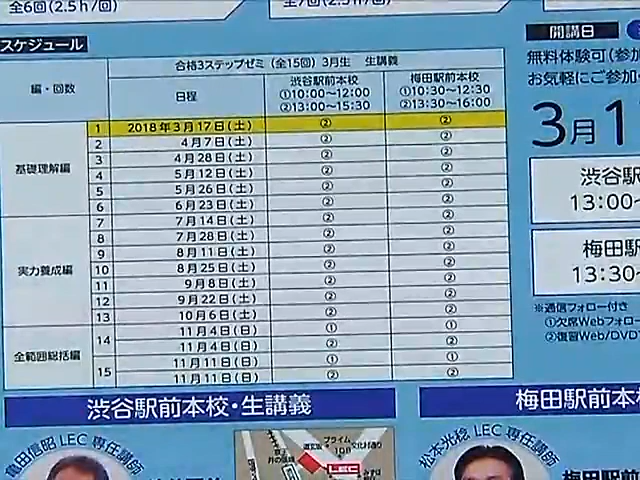 全6回(2.5h/回)
全7回(2.5h/回)
スケジュール
編・回数
合格3ステップゼミ(全15回)3月生 生講義
日程
渋谷駅前本校
①10:00〜12:00
②13:00〜15:30
梅田駅前本校
①10:30〜12:30
②13:30〜16:00
基礎理解編
1 2018年3月17日(土) ② ②
2 4月7日(土) ② ②
3 4月28日(土) ② ②
4 5月12日(土) ② ②
5 5月26日(土) ② ②
6 6月23日(土) ② ②
実力養成編
7 7月14日(土) ② ②
8 7月28日(土) ② ②
9 8月11日(土) ② ②
10 8月25日(土) ② ②
11 9月8日(土) ② ②
12 9月22日(土) ② ②
13 10月6日(土) ② ②
全範囲総括編
14 11月4日(日) ① ①
11月4日(日) ② ②
15 11月11日(日) ① ①
11月11日(日) ② ②
開講日
無料体験可(参加
お気軽にご参加
3月1
渋谷駅
13:00〜
梅田駅
13:30〜
※通信フォロー付き
①欠席Webフォロー
②復習Web/DVD
渋谷駅前本校・生講義
梅田駅前本校
LEC専任講師
プライム
109
LEC
松本光稔 LEC 専任講師
梅田駅前